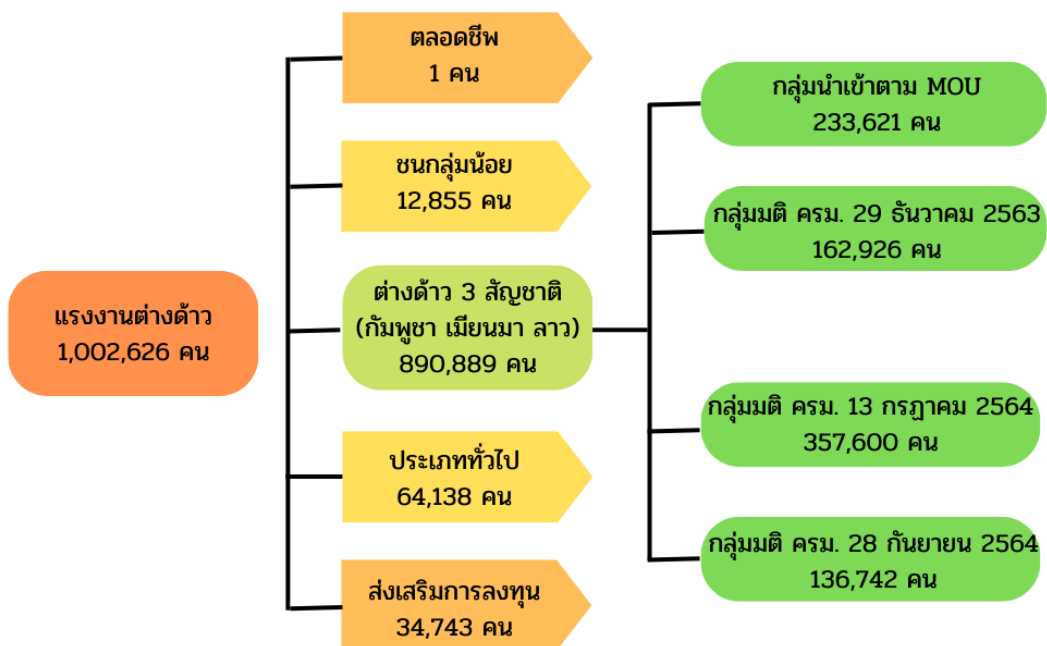 แรงงานต่างด้าว
1,002,626 คน
ตลอดชีพ
1 คน
ชนกลุ่มน้อย
12,855 คน
ต่างด้าว 3 สัญชาติ
(กัมพูชา เมียนมา ลาว)
890,889 คน
ประเภททั่วไป
64,138 คน
ส่งเสริมการลงทุน
34,743 คน
กลุ่มนำเข้าตาม MOU
233,621 คน
กลุ่มมติ ครม. 29 ธันวาคม 2563
162,926 คน
กลุ่มมติ ครม. 13 กรฏาคม 2564
357,600 คน
กลุ่มมติ ครม. 28 กันยายน 2564
136,742 คน